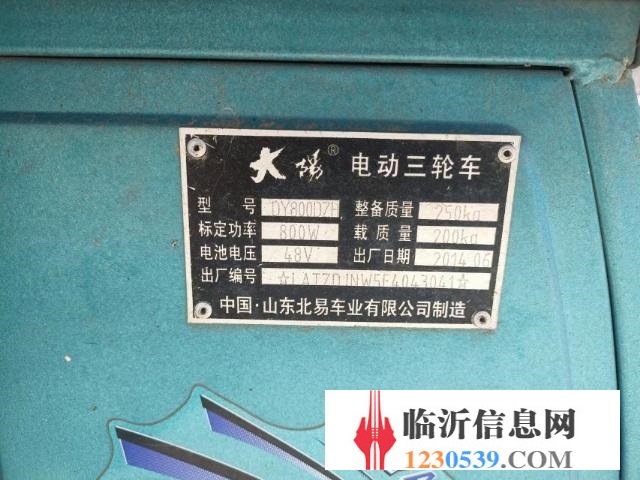 大阳® 电动三轮车
型 号 DY800DZH 整备质量 250kg
标定功率 800W 载质量 200kg
电池电压 48V 出厂日期 2014.06
出厂编号
中国·山东北易车业有限公司制造
临沂信息网
1230539.COM